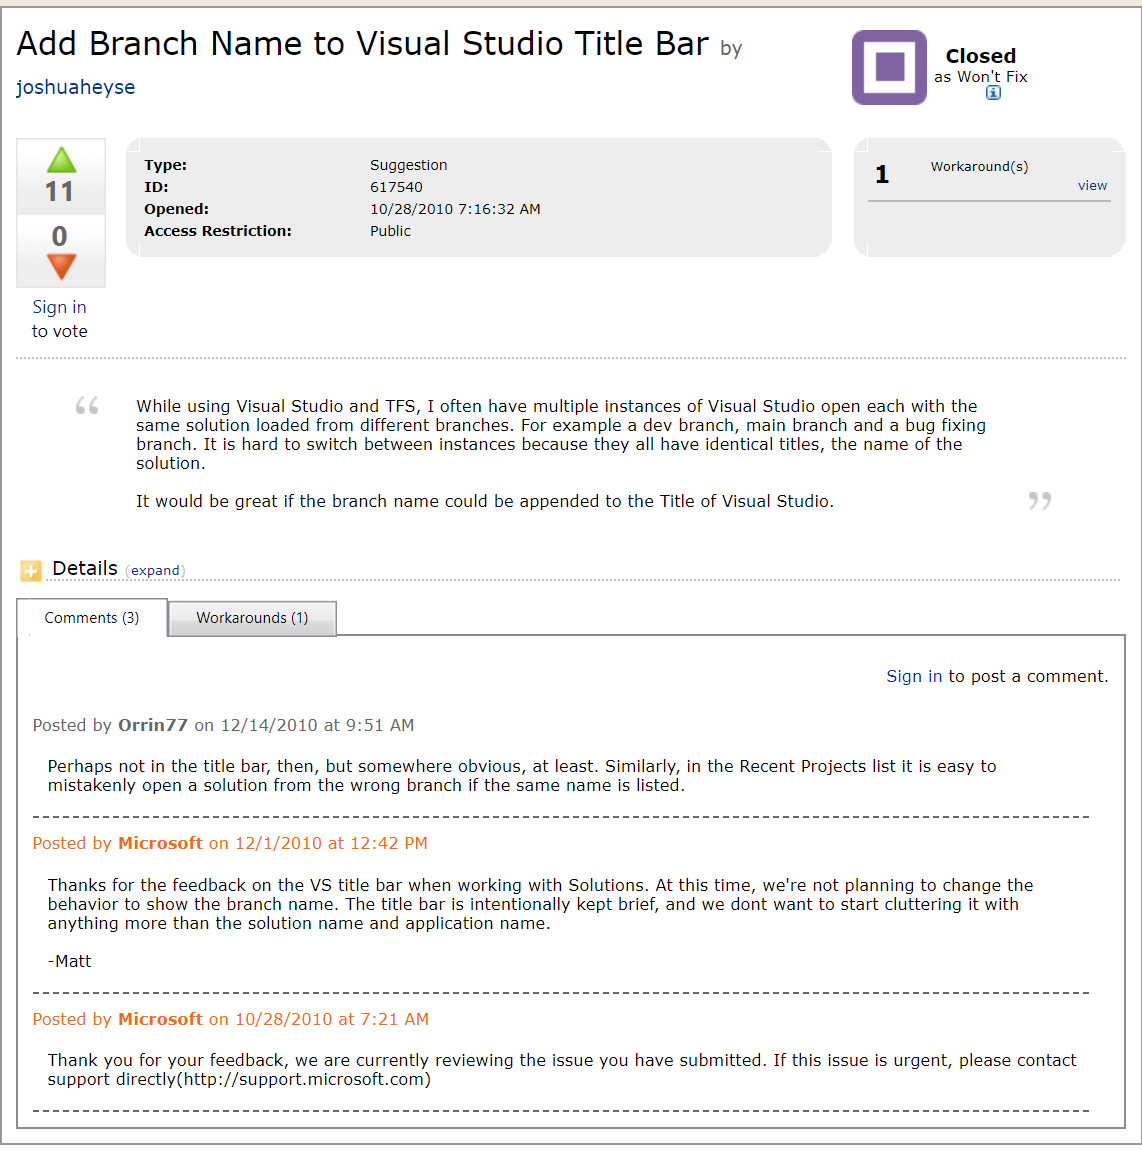 Add Branch Name to Visual Studio Title Bar by
joshuaheyse
Closed
as Won't Fix
11
0
Sign in
to vote
Type: Suggestion
ID: 617540
Opened: 10/28/2010 7:16:32 AM
Access Restriction: Public
1 Workaround(s)
view
“ While using Visual Studio and TFS, I often have multiple instances of Visual Studio open each with the
same solution loaded from different branches. For example a dev branch, main branch and a bug fixing
branch. It is hard to switch between instances because they all have identical titles, the name of the
solution.
It would be great if the branch name could be appended to the Title of Visual Studio. ”
Details (expand)
Comments (3) Workarounds (1)
Sign in to post a comment.
Posted by Orrin77 on 12/14/2010 at 9:51 AM
Perhaps not in the title bar, then, but somewhere obvious, at least. Similarly, in the Recent Projects list it is easy to
mistakenly open a solution from the wrong branch if the same name is listed.
Posted by Microsoft on 12/1/2010 at 12:42 PM
Thanks for the feedback on the VS title bar when working with Solutions. At this time, we're not planning to change the
behavior to show the branch name. The title bar is intentionally kept brief, and we dont want to start cluttering it with
anything more than the solution name and application name.
-Matt
Posted by Microsoft on 10/28/2010 at 7:21 AM
Thank you for your feedback, we are currently reviewing the issue you have submitted. If this issue is urgent, please contact
support directly(http://support.microsoft.com)